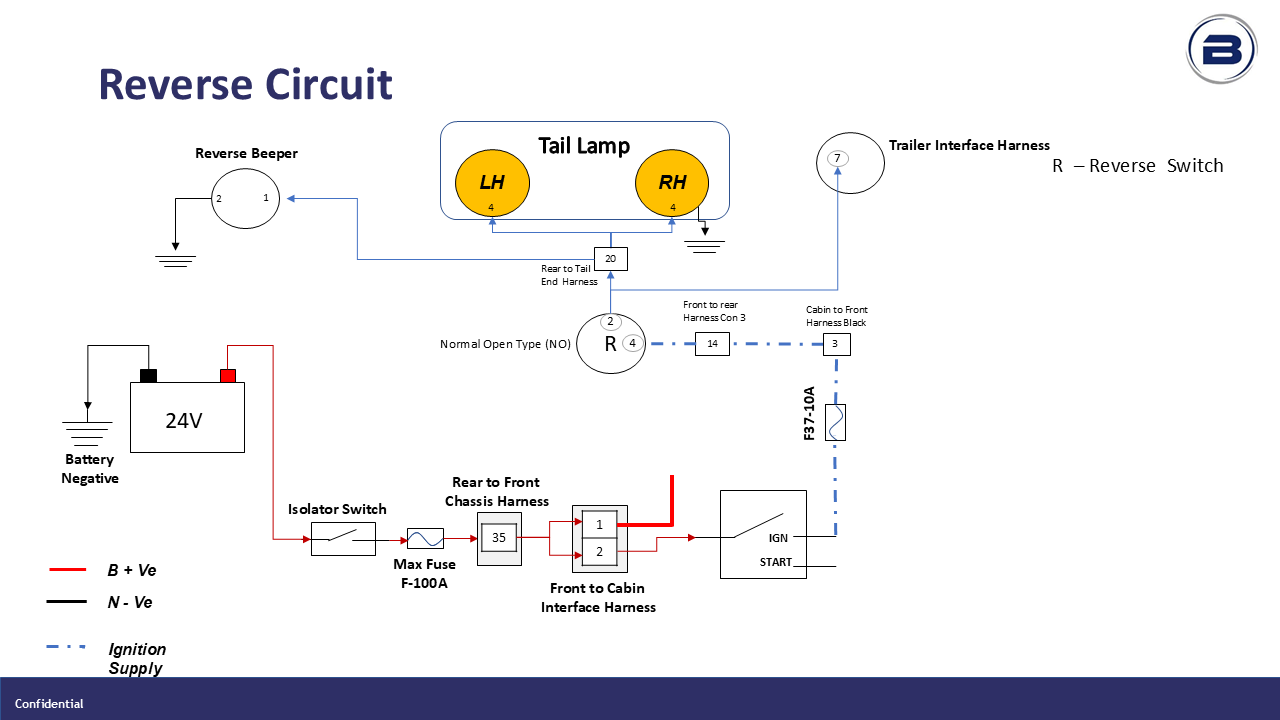 B
Reverse Circuit
Tail Lamp
Reverse Beeper
Trailer Interface Harness
R – Reverse Switch
7
LH
RH
2
1
4
4
20
Rear to Tail
End Harness
Front to rear
Harness Con 3
Cabin to Front
Harness Black
2
Normal Open Type (NO)
R
4
14
3
24V
F37-10A
Battery
Negative
Rear to Front
Chassis Harness
Isolator Switch
35
1
2
IGN
START
Max Fuse
F-100A
Front to Cabin
Interface Harness
B + Ve
N - Ve
Ignition
Supply
Confidential